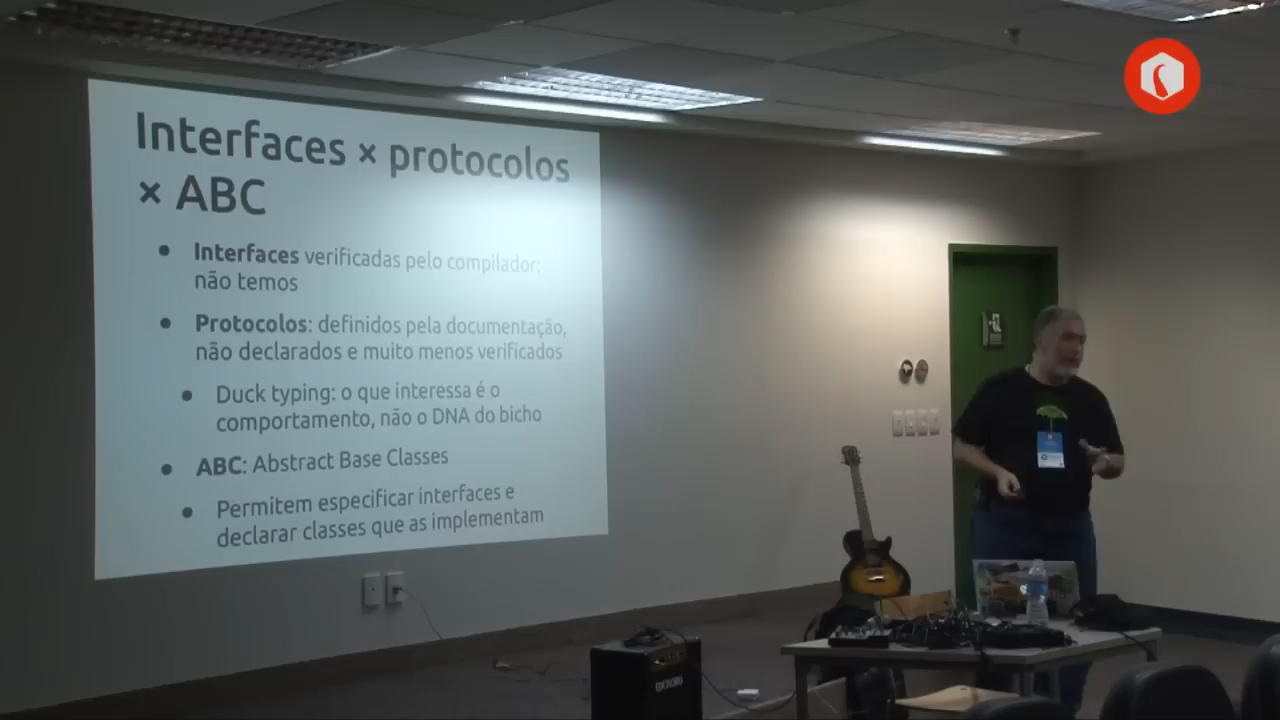 Interfaces × protocolos
× ABC
• Interfaces verificadas pelo compilador:
não temos
• Protocolos: definidos pela documentação,
não declarados e muito menos verificados
• Duck typing: o que interessa é o
comportamento, não o DNA do bicho
• ABC: Abstract Base Classes
• Permitem especificar interfaces e
declarar classes que as implementam